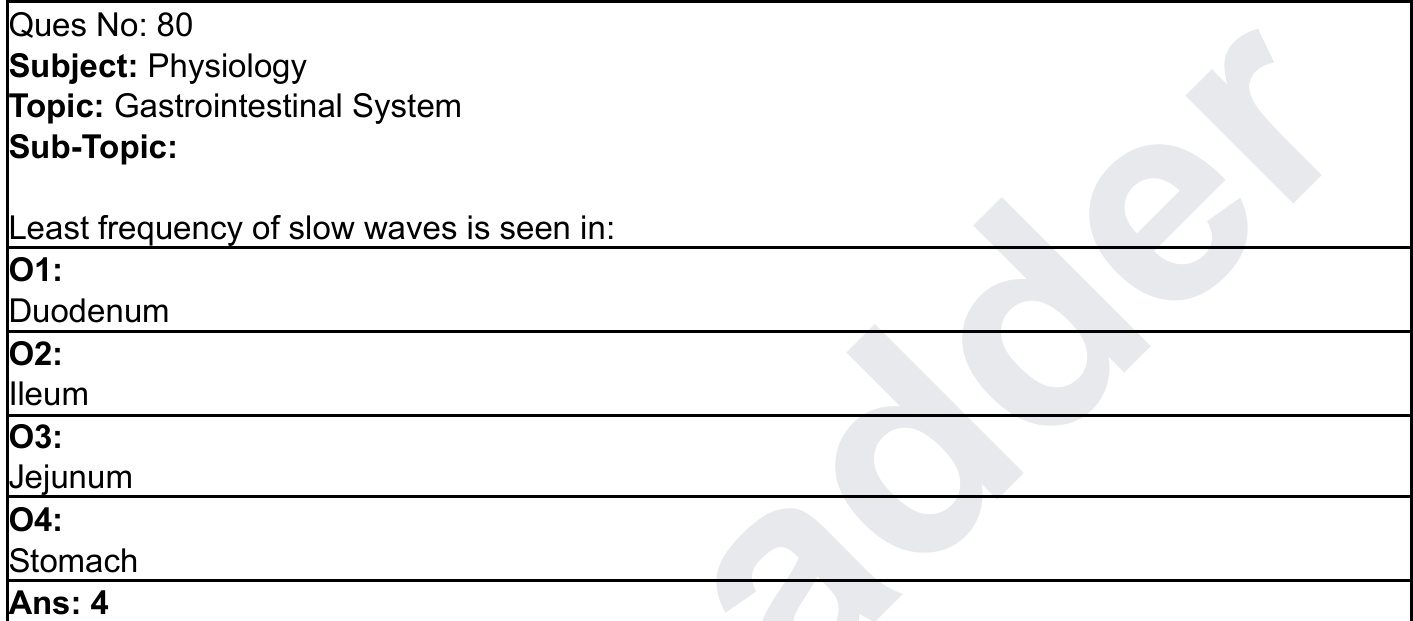 Ques No: 80
Subject: Physiology
Topic: Gastrointestinal System
Sub-Topic:
Least frequency of slow waves is seen in:
O1:
Duodenum
O2:
Ileum
O3:
Jejunum
O4:
Stomach
Ans: 4
adder